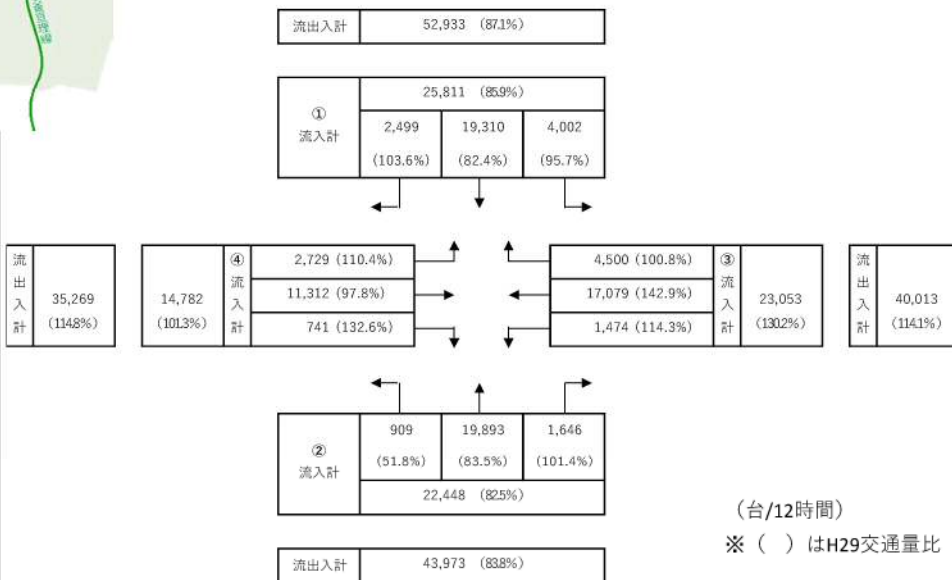 流出入計 52,933 (87.1%)
① 流入計
25,811 (85.9%)
2,499 19,310 4,002
(103.6%) (82.4%) (95.7%)
流出入計 35,269 (114.8%)
14,782 (101.3%)
④ 流入計
2,729 (110.4%)
11,312 (97.8%)
741 (132.6%)
4,500 (100.8%)
17,079 (142.9%)
1,474 (114.3%)
③ 流入計
23,053 (130.2%)
流出入計 40,013 (114.1%)
② 流入計
909 19,893 1,646
(51.8%) (83.5%) (101.4%)
22,448 (82.5%)
流出入計 43,973 (83.8%)
(台/12時間)
※( )はH29交通量比